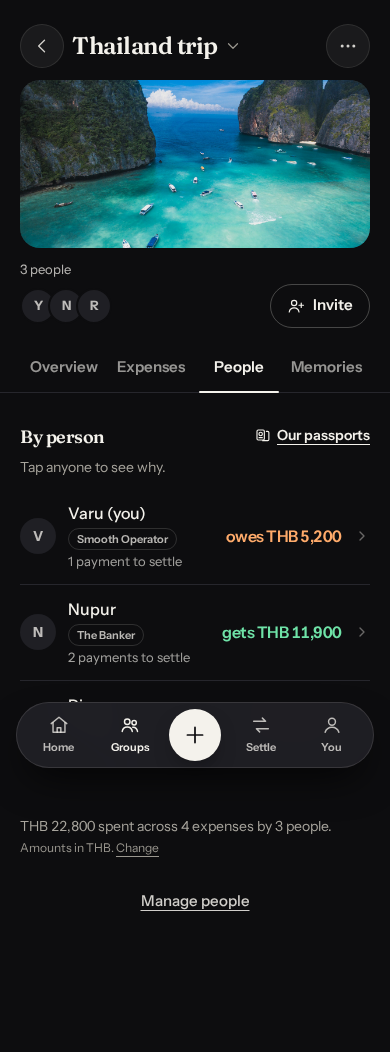 Thailand trip
3 people
Y N R
Invite
Overview Expenses People Memories
By person Our passports
Tap anyone to see why.
V
Varu (you)
Smooth Operator
1 payment to settle
owes THB 5,200
N
Nupur
The Banker
2 payments to settle
gets THB 11,900
Home Groups Settle You
THB 22,800 spent across 4 expenses by 3 people.
Amounts in THB. Change
Manage people